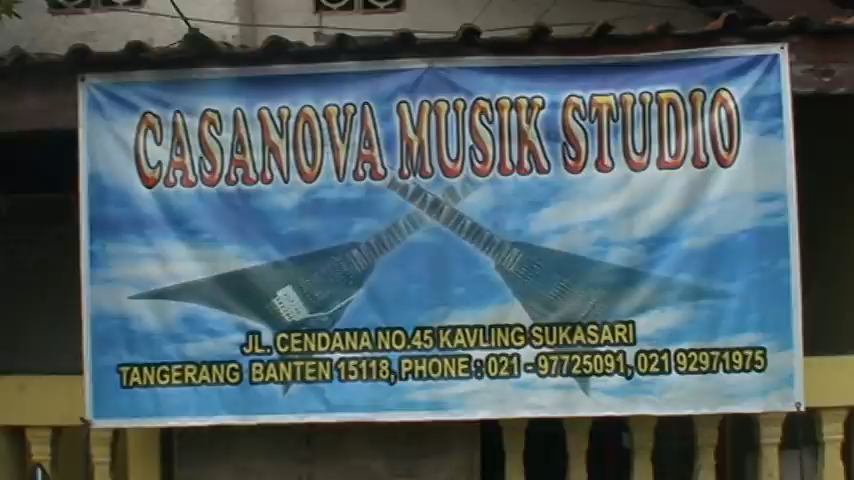 CASANOVA MUSIK STUDIO
JL. CENDANA NO.45 KAVLING SUKASARI
TANGERANG BANTEN 15118, PHONE : 021 - 97725091, 021 92971975